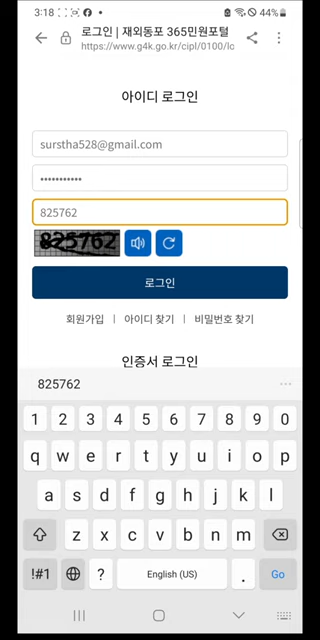 3:18 44%
로그인 | 재외동포 365민원포털
https://www.g4k.go.kr/cipl/0100/lo
아이디 로그인
surstha528@gmail.com
•••••••••••
825762
825762
로그인
회원가입 | 아이디 찾기 | 비밀번호 찾기
인증서 로그인
825762
1 2 3 4 5 6 7 8 9 0
q w e r t y u i o p
a s d f g h j k l
z x c v b n m
!#1 ? English (US) . Go